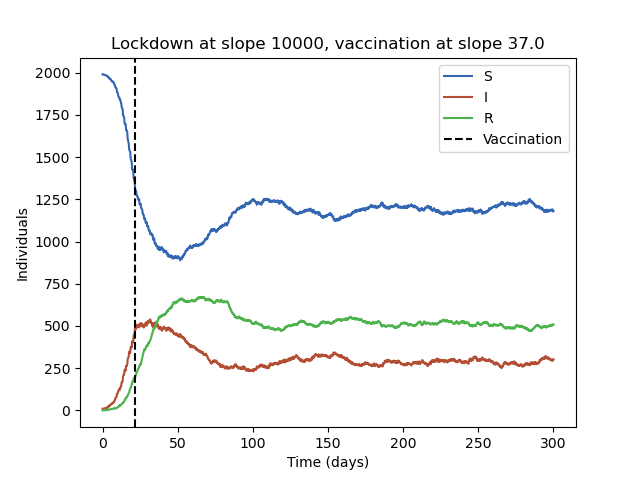 Lockdown at slope 10000, vaccination at slope 37.0
S
I
R
Vaccination
Individuals
2000
1750
1500
1250
1000
750
500
250
0
0 50 100 150 200 250 300
Time (days)